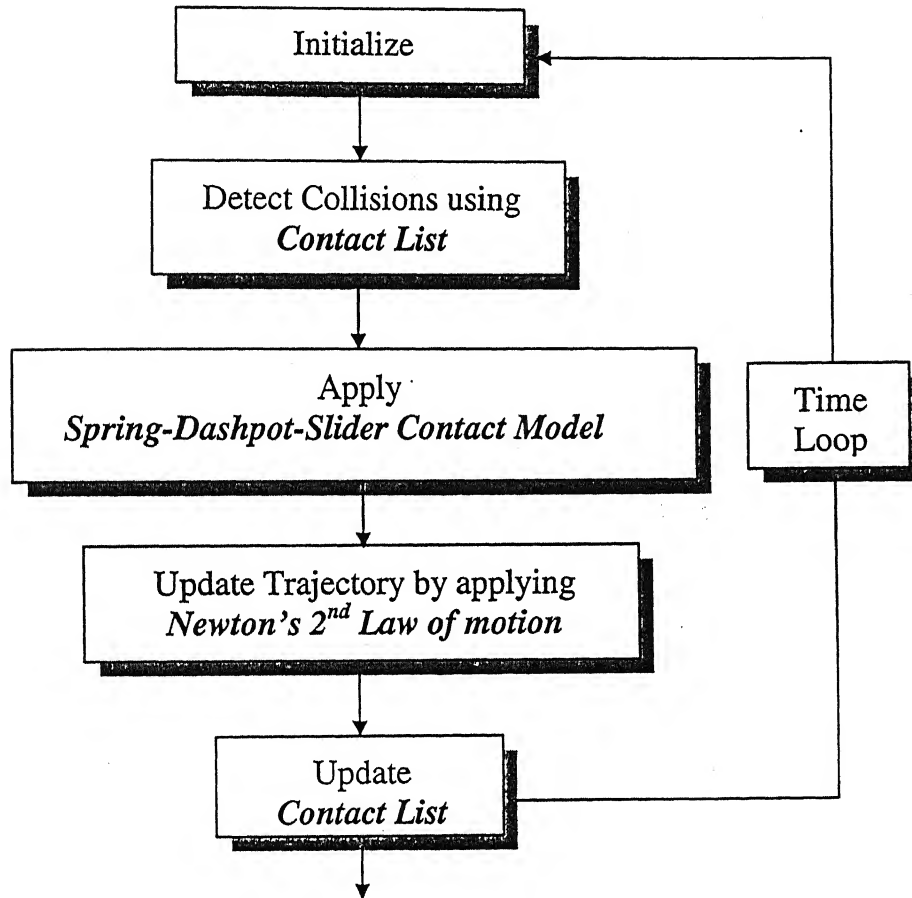 Initialize
Detect Collisions using
Contact List
Apply
Spring-Dashpot-Slider Contact Model
Time
Loop
Update Trajectory by applying
Newton's 2nd Law of motion
Update
Contact List